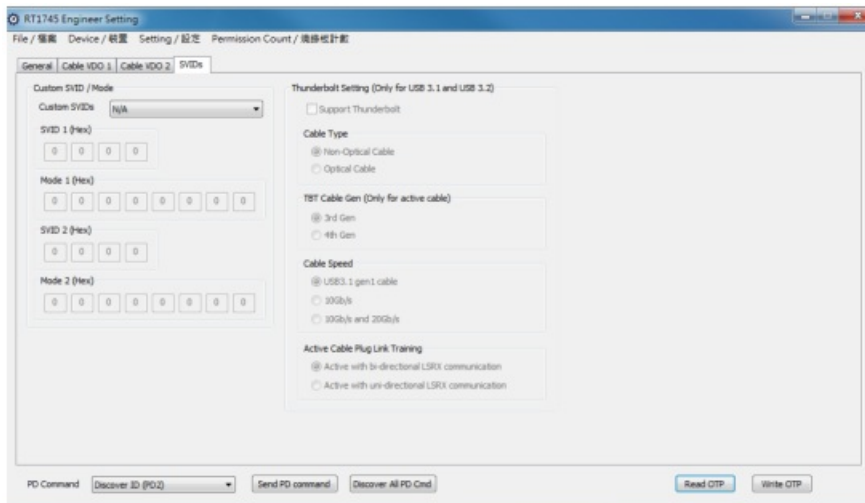 RT1745 Engineer Setting
File / 檔案 Device / 裝置 Setting / 設定 Permission Count / 燒錄檔計數
General Cable VDO 1 Cable VDO 2 SVIDs
Custom SVID / Mode
Custom SVIDs N/A
SVID 1 (Hex)
0 0 0 0
Mode 1 (Hex)
0 0 0 0 0 0 0 0
SVID 2 (Hex)
0 0 0 0
Mode 2 (Hex)
0 0 0 0 0 0 0 0
Thunderbolt Setting (Only for USB 3.1 and USB 3.2)
Support Thunderbolt
Cable Type
Non-Optical Cable
Optical Cable
TBT Cable Gen (Only for active cable)
3rd Gen
4th Gen
Cable Speed
USB3.1 gen1 cable
10Gb/s
10Gb/s and 20Gb/s
Active Cable Plug Link Training
Active with bi-directional LSRX communication
Active with uni-directional LSRX communication
PD Command Discover ID (PD2) Send PD command Discover All PD Cmd Read OTP Write OTP